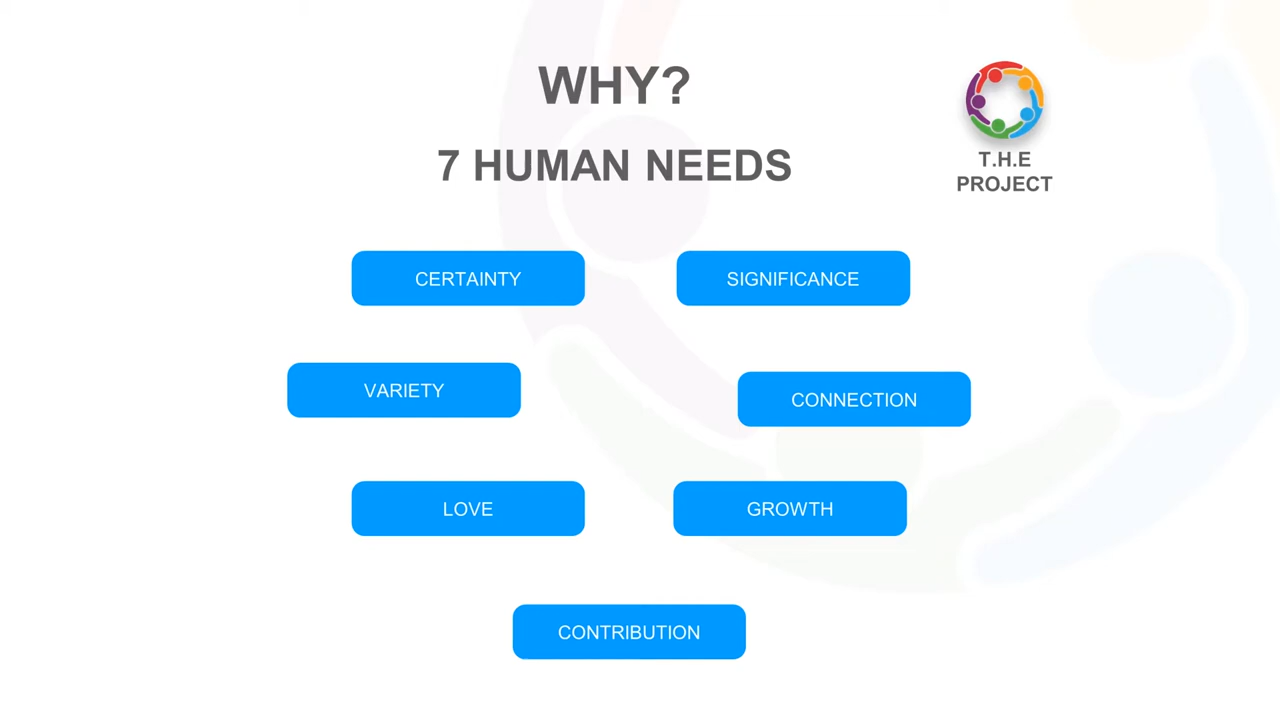 WHY?
7 HUMAN NEEDS
T.H.E
PROJECT
CERTAINTY
SIGNIFICANCE
VARIETY
CONNECTION
LOVE
GROWTH
CONTRIBUTION